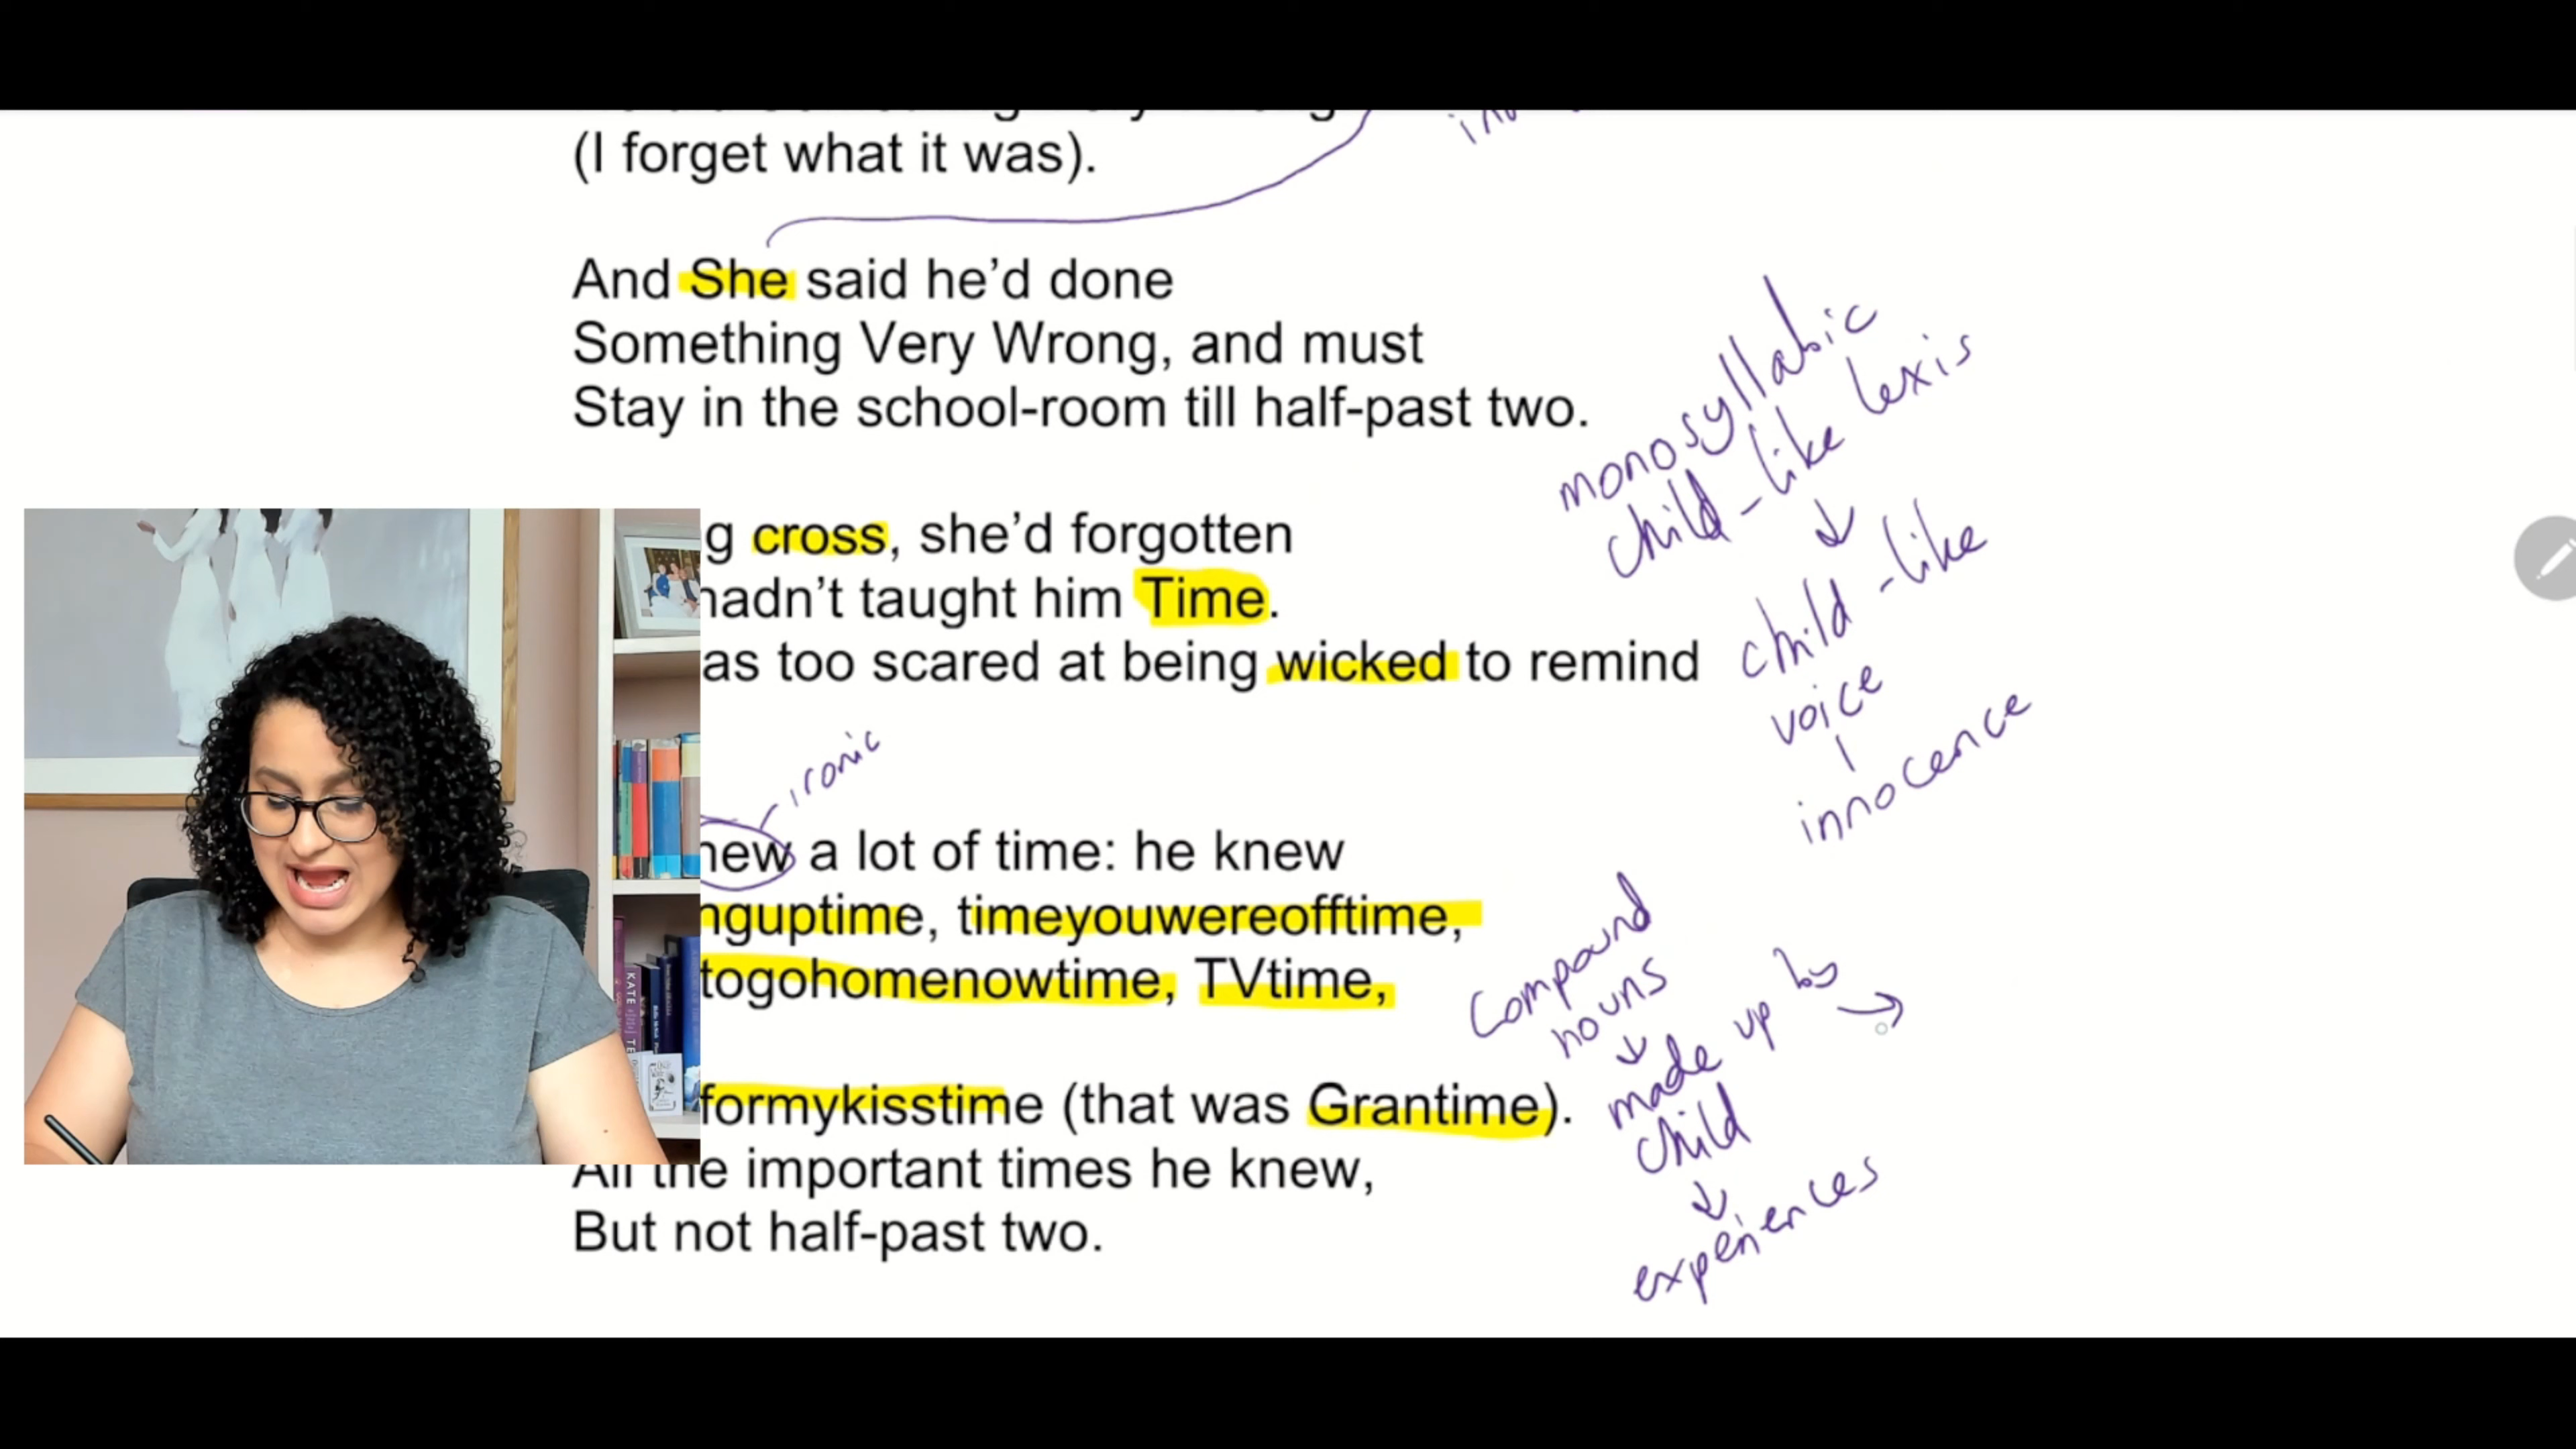 (I forget what it was).
And She said he’d done
Something Very Wrong, and must
Stay in the school-room till half-past two.
g cross, she’d forgotten
hadn’t taught him Time.
as too scared at being wicked to remind
ironic
new a lot of time: he knew
nguptime, timeyouwereofftime,
togohomenowtime, TVtime,
formykisstime (that was Grantime).
All the important times he knew,
But not half-past two.
monosyllabic
child-like lexis
↓
child-like
voice
innocence
Compound
nouns
↓
made up by →
child
↓
experiences
KATE